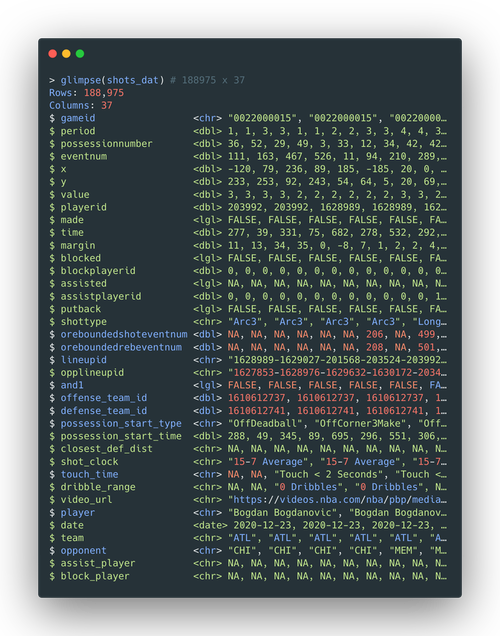 > glimpse(shots_dat) # 188975 x 37
Rows: 188,975
Columns: 37
$ gameid <chr> "0022000015", "0022000015", "00220000…
$ period <dbl> 1, 1, 3, 3, 1, 1, 2, 2, 3, 3, 4, 4, 3…
$ possessionnumber <dbl> 36, 52, 29, 49, 3, 33, 12, 34, 42, 42…
$ eventnum <dbl> 111, 163, 467, 526, 11, 94, 210, 289,…
$ x <dbl> -120, 79, 236, 89, 185, -185, 20, 0, …
$ y <dbl> 233, 253, 92, 243, 54, 64, 5, 20, 69,…
$ value <dbl> 3, 3, 3, 3, 2, 2, 2, 2, 2, 3, 3, 2…
$ playerid <dbl> 203992, 203992, 1628989, 1628989, 162…
$ made <lgl> FALSE, FALSE, FALSE, FALSE, FALSE, FA…
$ time <dbl> 277, 39, 331, 75, 682, 278, 532, 292,…
$ margin <dbl> 11, 13, 34, 35, 0, -8, 7, 1, 2, 2, 4,…
$ blocked <lgl> FALSE, FALSE, FALSE, FALSE, FALSE, FA…
$ blockplayerid <dbl> 0, 0, 0, 0, 0, 0, 0, 0, 0, 0, 0, 0, 0…
$ assisted <lgl> NA, NA, NA, NA, NA, NA, NA, NA, NA, N…
$ assistplayerid <dbl> 0, 0, 0, 0, 0, 0, 0, 0, 0, 0, 0, 0, 1…
$ putback <lgl> FALSE, FALSE, FALSE, FALSE, FALSE, FA…
$ shottype <chr> "Arc3", "Arc3", "Arc3", "Arc3", "Long…
$ oreboundedshoteventnum <dbl> NA, NA, NA, NA, NA, NA, 206, NA, 499,…
$ oreboundedrebeventnum <dbl> NA, NA, NA, NA, NA, NA, 208, NA, 501,…
$ lineupid <chr> "1628989-1629027-201568-203524-203992…
$ opplineupid <chr> "1627853-1628976-1629632-1630172-2034…
$ and1 <lgl> FALSE, FALSE, FALSE, FALSE, FALSE, FA…
$ offense_team_id <dbl> 1610612737, 1610612737, 1610612737, 1…
$ defense_team_id <dbl> 1610612741, 1610612741, 1610612741, 1…
$ possession_start_type <chr> "OffDeadball", "OffCorner3Make", "Off…
$ possession_start_time <dbl> 288, 49, 345, 89, 695, 296, 551, 306,…
$ closest_def_dist <chr> NA, NA, NA, NA, NA, NA, NA, NA, NA, N…
$ shot_clock <chr> "15-7 Average", "15-7 Average", "15-7…
$ touch_time <chr> NA, NA, "Touch < 2 Seconds", "Touch <…
$ dribble_range <chr> NA, NA, "0 Dribbles", "0 Dribbles", N…
$ video_url <chr> "https://videos.nba.com/nba/pbp/media…
$ player <chr> "Bogdan Bogdanovic", "Bogdan Bogdanov…
$ date <date> 2020-12-23, 2020-12-23, 2020-12-23, …
$ team <chr> "ATL", "ATL", "ATL", "ATL", "ATL", "A…
$ opponent <chr> "CHI", "CHI", "CHI", "CHI", "MEM", "M…
$ assist_player <chr> NA, NA, NA, NA, NA, NA, NA, NA, NA, N…
$ block_player <chr> NA, NA, NA, NA, NA, NA, NA, NA, NA, N…